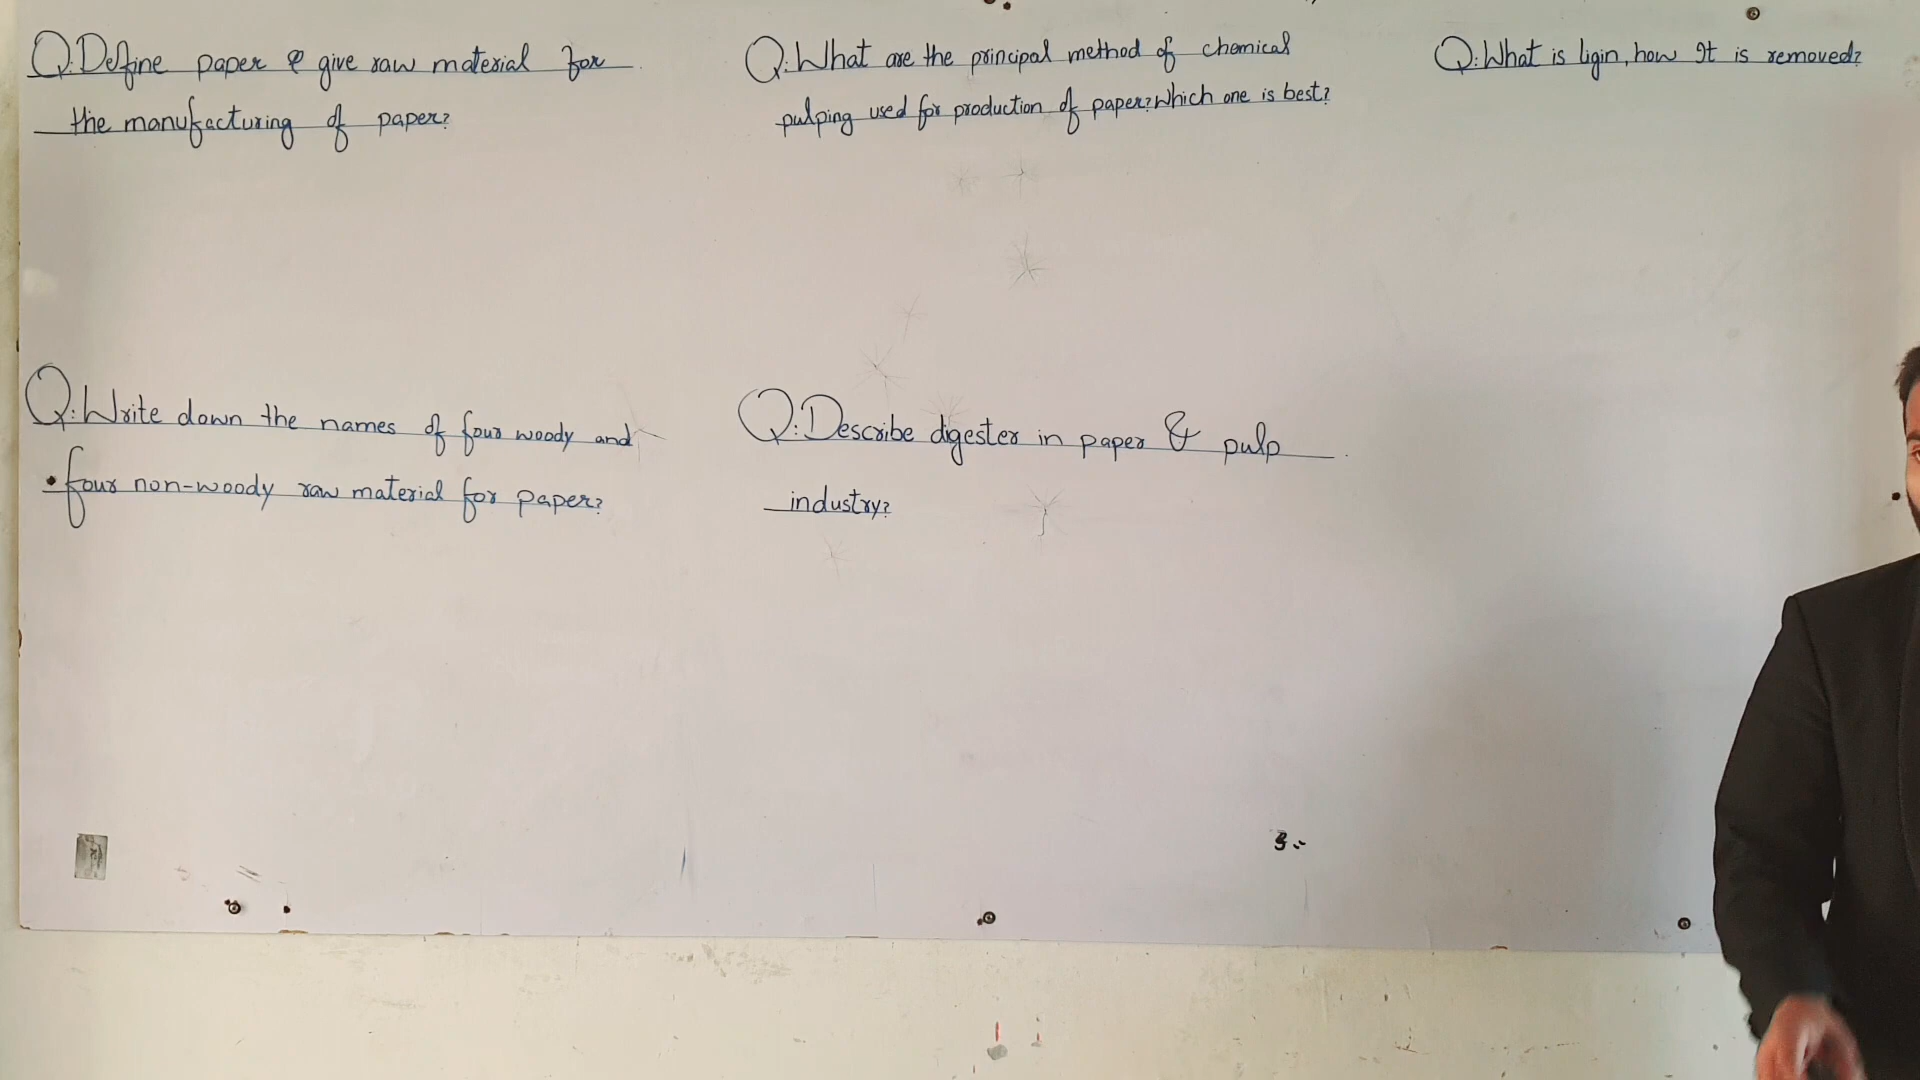 Q:Define paper & give raw material for
the manufacturing of paper?
Q:What are the principal method of chemical
pulping used for production of paper?Which one is best?
Q:What is ligin, how It is removed?
Q:Write down the names of four woody and
four non-woody raw material for paper?
Q:Describe digester in paper & pulp
industry?